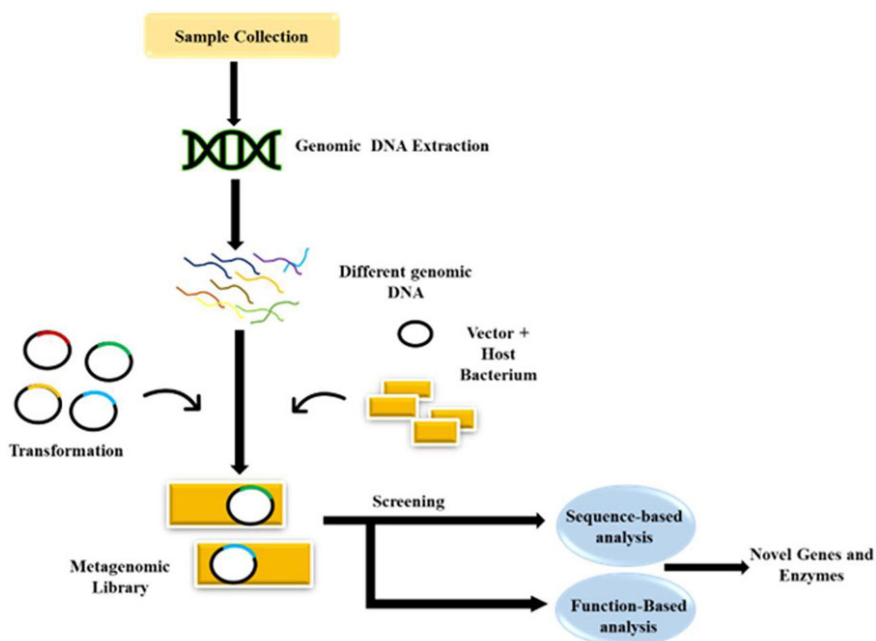 Sample Collection
Genomic DNA Extraction
Different genomic
DNA
Vector +
Host
Bacterium
Transformation
Screening
Sequence-based
analysis
Novel Genes and
Enzymes
Metagenomic
Library
Function-Based
analysis